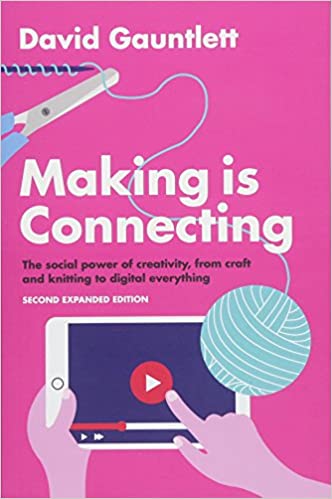 David Gauntlett
Making is
Connecting
The social power of creativity, from craft
and knitting to digital everything
SECOND EXPANDED EDITION